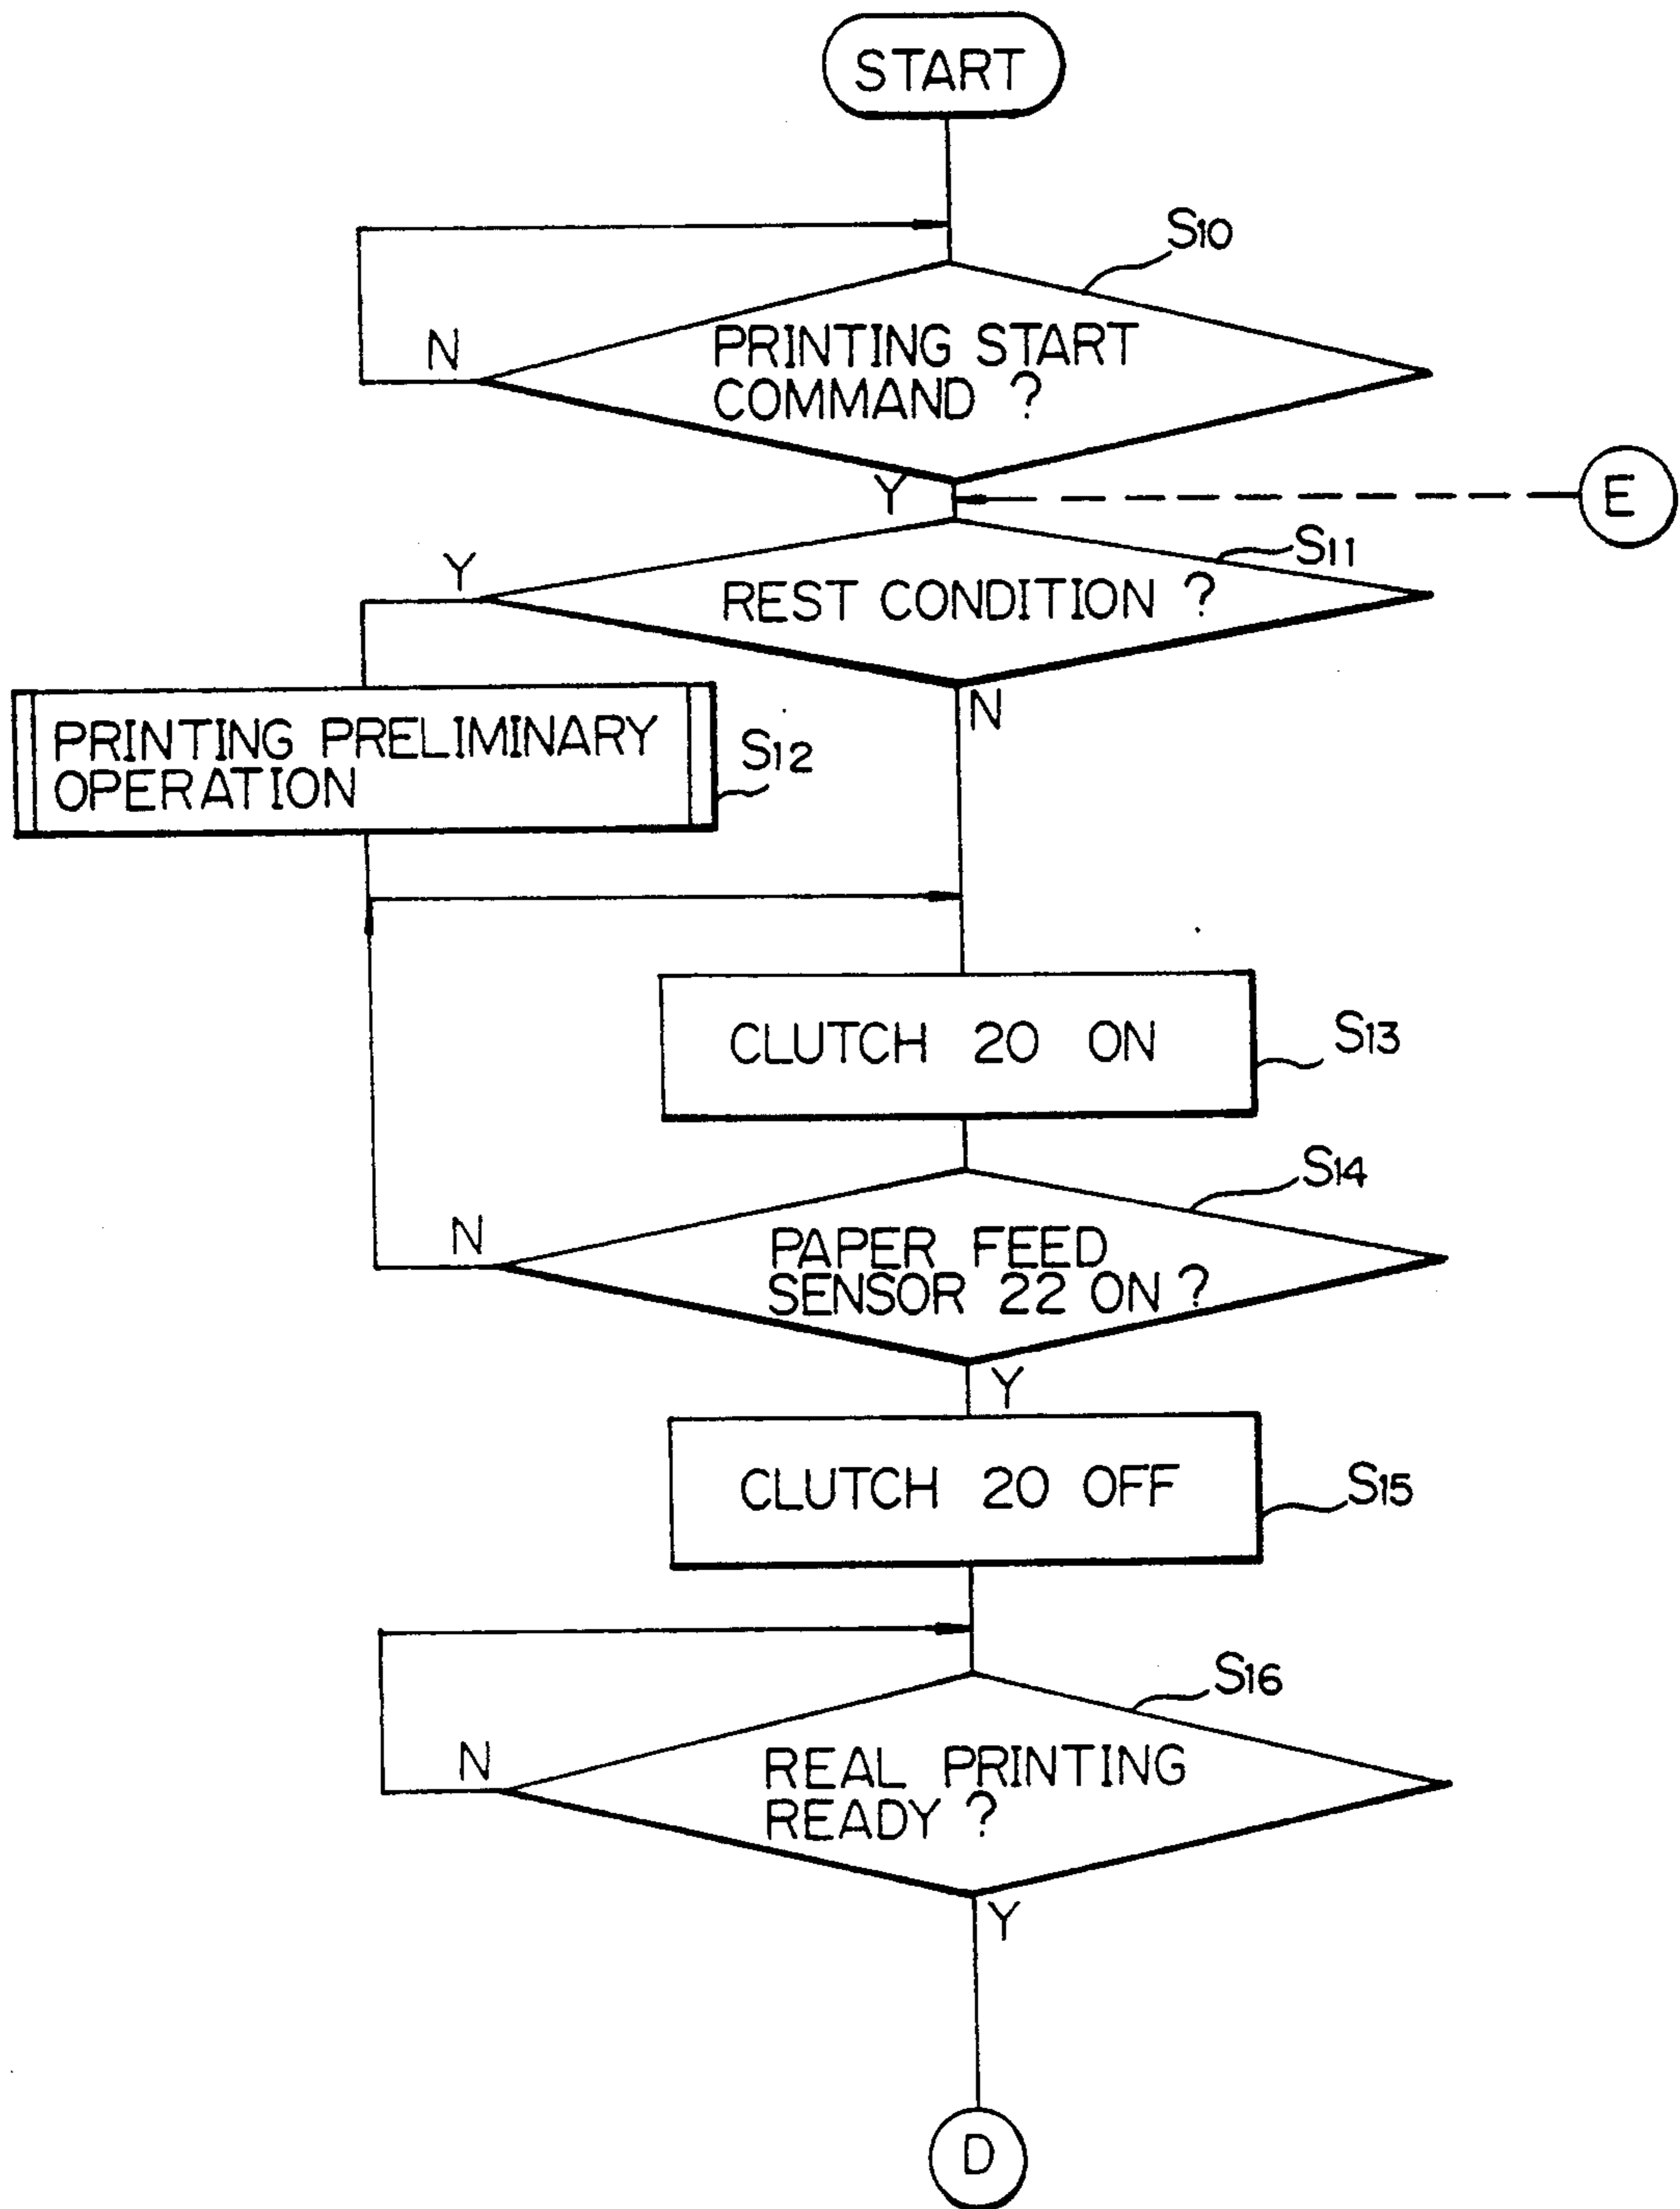 START
S10
N
PRINTING START
COMMAND ?
Y
E
S11
Y
REST CONDITION ?
N
PRINTING PRELIMINARY
OPERATION
S12
CLUTCH 20 ON
S13
S14
N
PAPER FEED
SENSOR 22 ON ?
Y
CLUTCH 20 OFF
S15
S16
N
REAL PRINTING
READY ?
Y
D